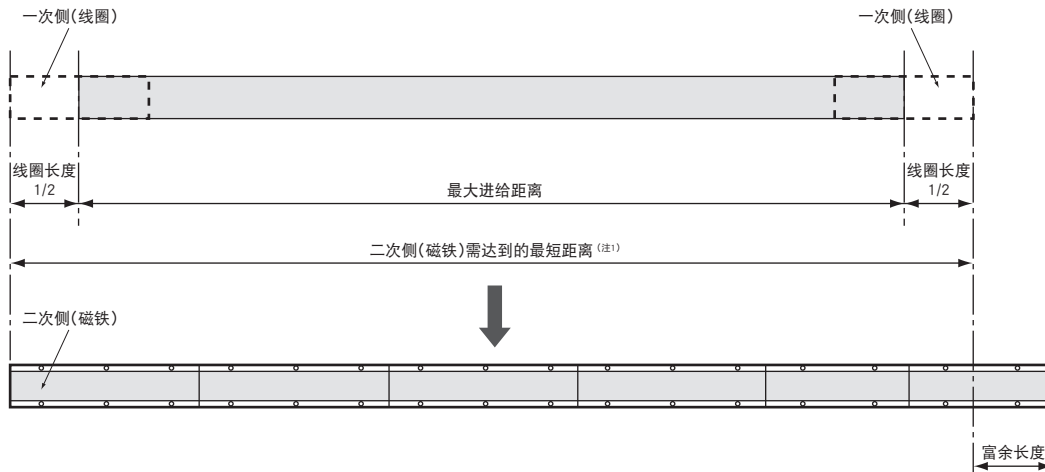 一次侧(线圈)
一次侧(线圈)
线圈长度
1/2
最大进给距离
线圈长度
1/2
二次侧(磁铁)需达到的最短距离(注1)
二次侧(磁铁)
富余长度